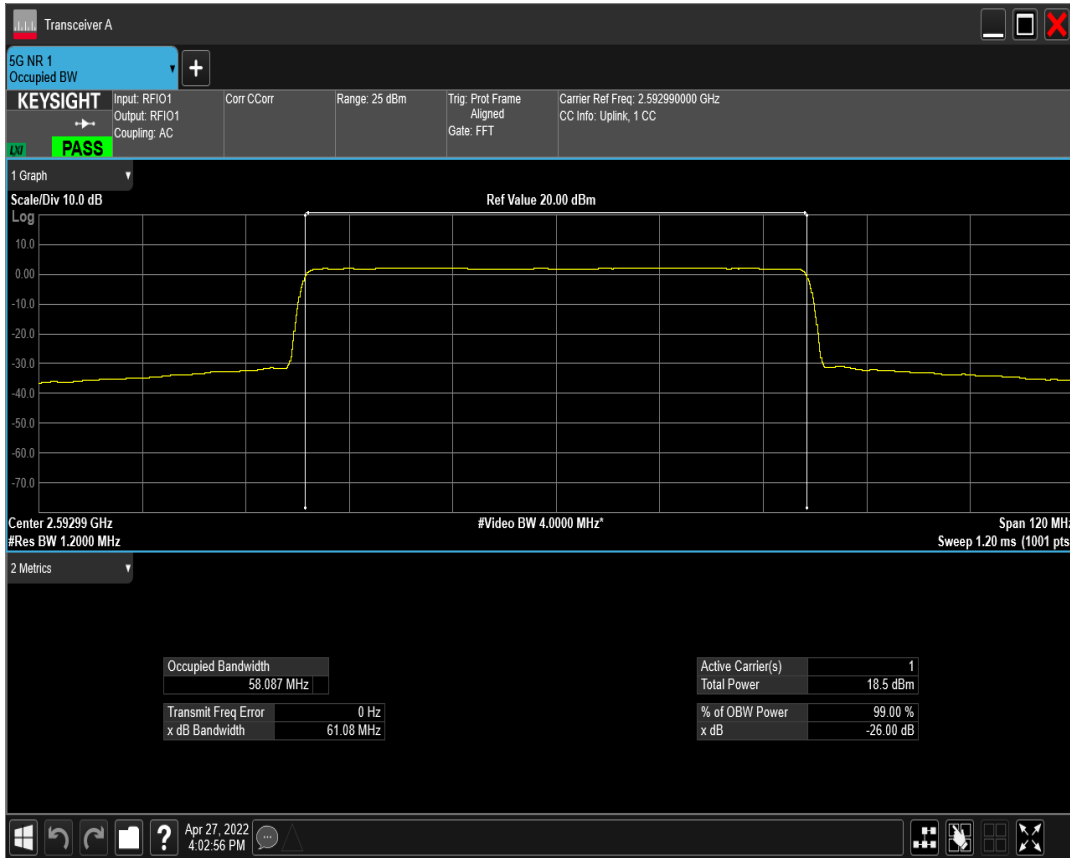 Transceiver A
5G NR 1
Occupied BW
+
KEYSIGHT
LXI
PASS
Input: RFIO1
Output: RFIO1
Coupling: AC
Corr CCorr
Range: 25 dBm
Trig: Prot Frame
Aligned
Gate: FFT
Carrier Ref Freq: 2.592990000 GHz
CC Info: Uplink, 1 CC
1 Graph
Scale/Div 10.0 dB
Ref Value 20.00 dBm
Log
10.0
0.00
-10.0
-20.0
-30.0
-40.0
-50.0
-60.0
-70.0
Center 2.59299 GHz
#Video BW 4.0000 MHz*
Span 120 MHz
#Res BW 1.2000 MHz
Sweep 1.20 ms (1001 pts
2 Metrics
Occupied Bandwidth
58.087 MHz
Transmit Freq Error 0 Hz
x dB Bandwidth 61.08 MHz
Active Carrier(s) 1
Total Power 18.5 dBm
% of OBW Power 99.00 %
x dB -26.00 dB
?
Apr 27, 2022
4:02:56 PM